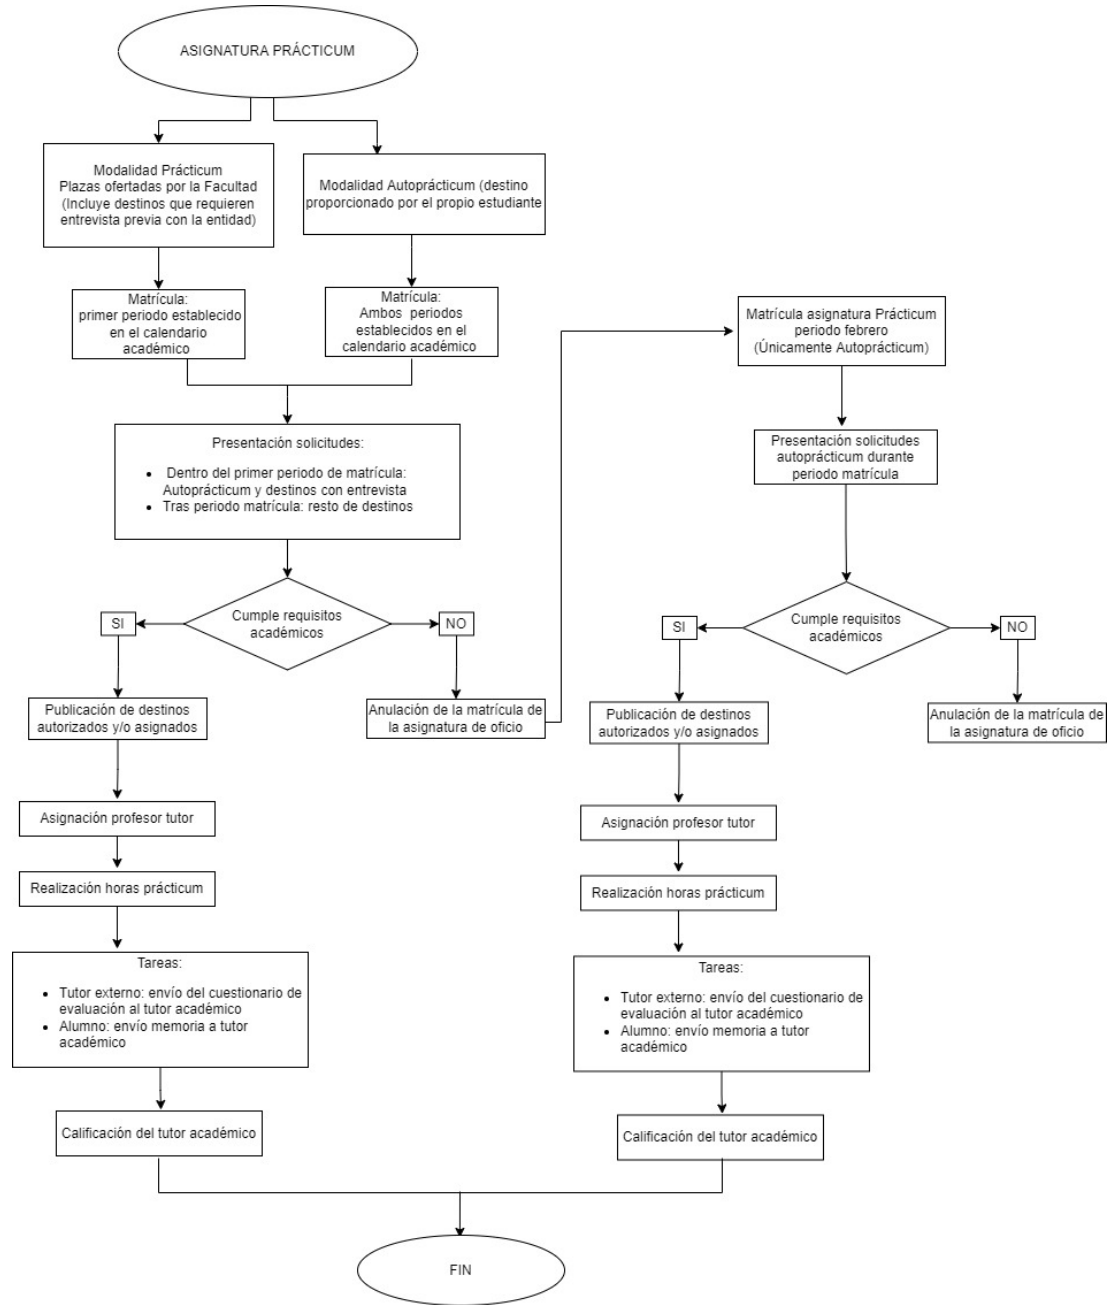 ASIGNATURA PRÁCTICUM
Modalidad Prácticum
Plazas ofertadas por la Facultad
(Incluye destinos que requieren
entrevista previa con la entidad)
Modalidad Autoprácticum (destino
proporcionado por el propio estudiante
Matrícula:
primer periodo establecido
en el calendario
académico
Matrícula:
Ambos periodos
establecidos en el
calendario académico
Presentación solicitudes:
• Dentro del primer periodo de matrícula:
Autoprácticum y destinos con entrevista
• Tras periodo matrícula: resto de destinos
Cumple requisitos
académicos
SI
NO
Publicación de destinos
autorizados y/o asignados
Anulación de la matrícula de
la asignatura de oficio
Asignación profesor tutor
Realización horas prácticum
Tareas:
• Tutor externo: envío del cuestionario de
evaluación al tutor académico
• Alumno: envío memoria a tutor
académico
Calificación del tutor académico
Matrícula asignatura Prácticum
periodo febrero
(Únicamente Autoprácticum)
Presentación solicitudes
autoprácticum durante
periodo matrícula
Cumple requisitos
académicos
SI
NO
Publicación de destinos
autorizados y/o asignados
Anulación de la matrícula de
la asignatura de oficio
Asignación profesor tutor
Realización horas prácticum
Tareas:
• Tutor externo: envío del cuestionario de
evaluación al tutor académico
• Alumno: envío memoria a tutor
académico
Calificación del tutor académico
FIN